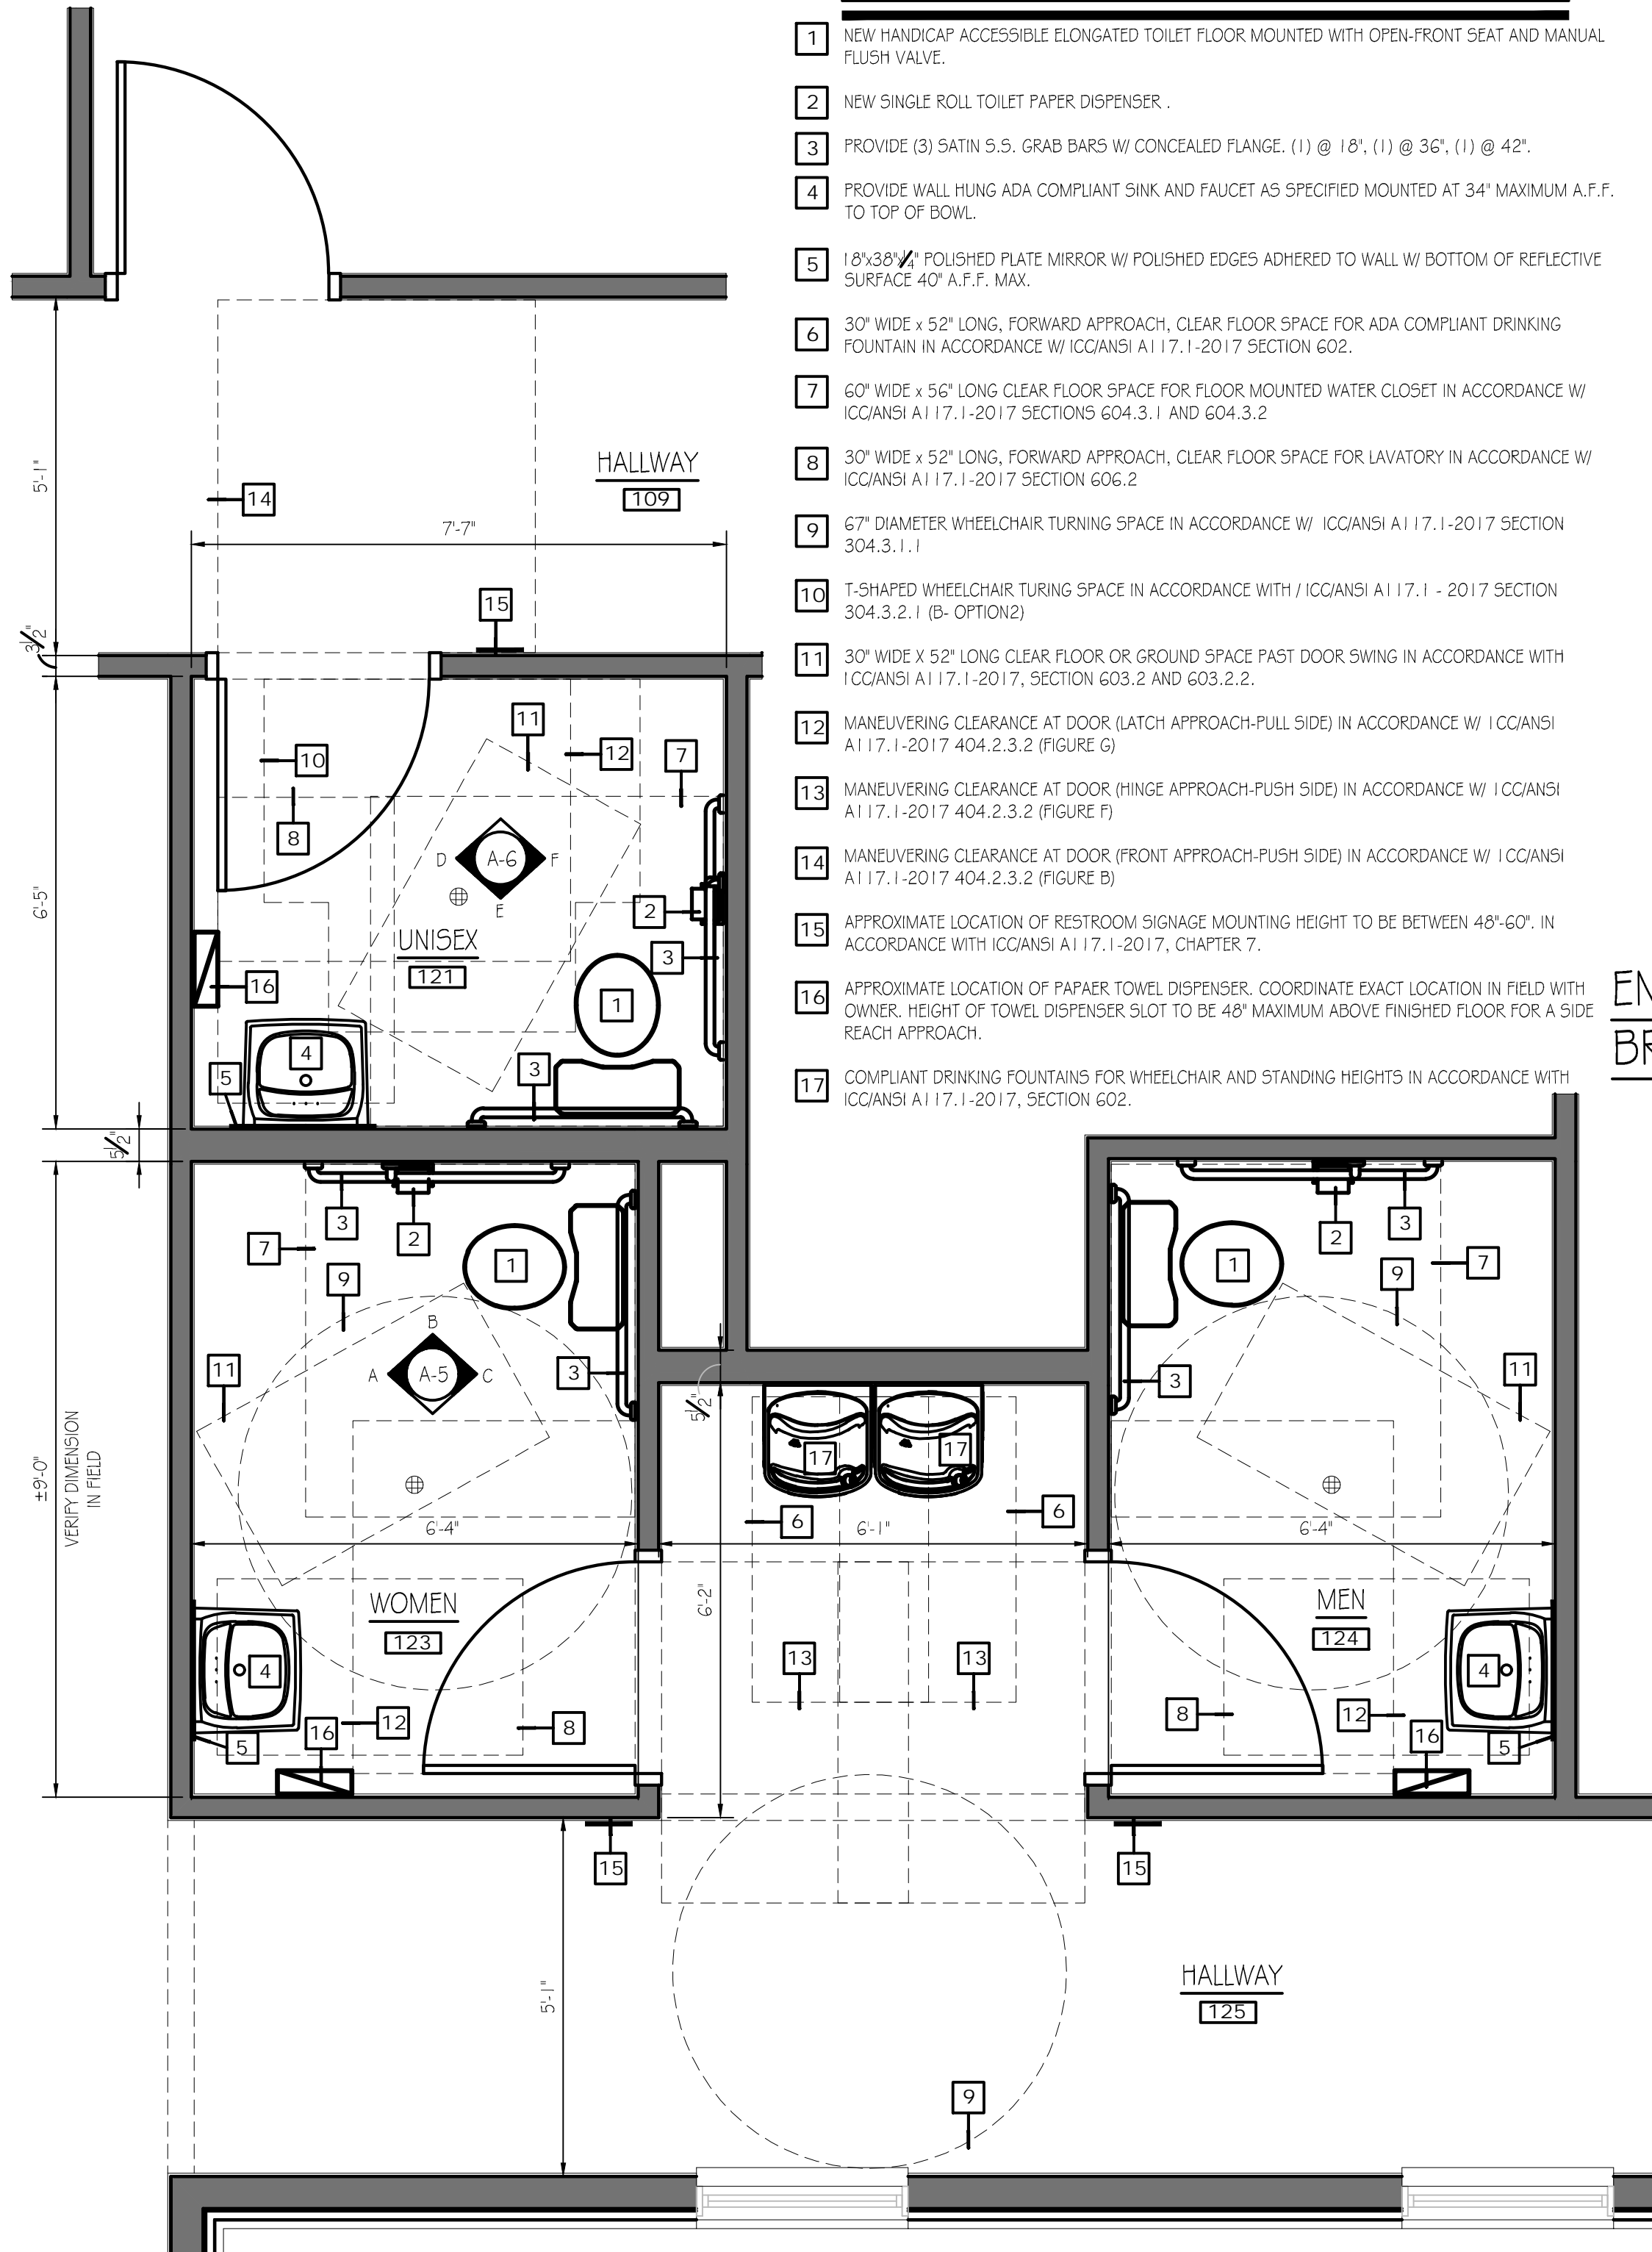 1 NEW HANDICAP ACCESSIBLE ELONGATED TOILET FLOOR MOUNTED WITH OPEN-FRONT SEAT AND MANUAL
FLUSH VALVE.
2 NEW SINGLE ROLL TOILET PAPER DISPENSER .
3 PROVIDE (3) SATIN S.S. GRAB BARS W/ CONCEALED FLANGE. (1) @ 18", (1) @ 36", (1) @ 42".
4 PROVIDE WALL HUNG ADA COMPLIANT SINK AND FAUCET AS SPECIFIED MOUNTED AT 34" MAXIMUM A.F.F.
TO TOP OF BOWL.
5 18"x38"x1/4" POLISHED PLATE MIRROR W/ POLISHED EDGES ADHERED TO WALL W/ BOTTOM OF REFLECTIVE
SURFACE 40" A.F.F. MAX.
6 30" WIDE x 52" LONG, FORWARD APPROACH, CLEAR FLOOR SPACE FOR ADA COMPLIANT DRINKING
FOUNTAIN IN ACCORDANCE W/ ICC/ANSI A117.1-2017 SECTION 602.
7 60" WIDE x 56" LONG CLEAR FLOOR SPACE FOR FLOOR MOUNTED WATER CLOSET IN ACCORDANCE W/
ICC/ANSI A117.1-2017 SECTIONS 604.3.1 AND 604.3.2
8 30" WIDE x 52" LONG, FORWARD APPROACH, CLEAR FLOOR SPACE FOR LAVATORY IN ACCORDANCE W/
ICC/ANSI A117.1-2017 SECTION 606.2
9 67" DIAMETER WHEELCHAIR TURNING SPACE IN ACCORDANCE W/ ICC/ANSI A117.1-2017 SECTION
304.3.1.1
10 T-SHAPED WHEELCHAIR TURING SPACE IN ACCORDANCE WITH / ICC/ANSI A117.1 - 2017 SECTION
304.3.2.1 (B- OPTION2)
11 30" WIDE X 52" LONG CLEAR FLOOR OR GROUND SPACE PAST DOOR SWING IN ACCORDANCE WITH
ICC/ANSI A117.1-2017, SECTION 603.2 AND 603.2.2.
12 MANEUVERING CLEARANCE AT DOOR (LATCH APPROACH-PULL SIDE) IN ACCORDANCE W/ ICC/ANSI
A117.1-2017 404.2.3.2 (FIGURE G)
13 MANEUVERING CLEARANCE AT DOOR (HINGE APPROACH-PUSH SIDE) IN ACCORDANCE W/ ICC/ANSI
A117.1-2017 404.2.3.2 (FIGURE F)
14 MANEUVERING CLEARANCE AT DOOR (FRONT APPROACH-PUSH SIDE) IN ACCORDANCE W/ ICC/ANSI
A117.1-2017 404.2.3.2 (FIGURE B)
15 APPROXIMATE LOCATION OF RESTROOM SIGNAGE MOUNTING HEIGHT TO BE BETWEEN 48"-60". IN
ACCORDANCE WITH ICC/ANSI A117.1-2017, CHAPTER 7.
16 APPROXIMATE LOCATION OF PAPAER TOWEL DISPENSER. COORDINATE EXACT LOCATION IN FIELD WITH
OWNER. HEIGHT OF TOWEL DISPENSER SLOT TO BE 48" MAXIMUM ABOVE FINISHED FLOOR FOR A SIDE
REACH APPROACH.
17 COMPLIANT DRINKING FOUNTAINS FOR WHEELCHAIR AND STANDING HEIGHTS IN ACCORDANCE WITH
ICC/ANSI A117.1-2017, SECTION 602.
EN
BR
5'-1"
HALLWAY
109
14
7'-7"
15
3 1/2"
11
10
12
7
8
D A-6 F
E
2
6'-5"
UNISEX
121
3
16
1
4
5
3
5 1/2"
3
2
1
7
9
B
A A-5 C
11
3
±9'-0"
VERIFY DIMENSION
IN FIELD
6'-4"
WOMEN
123
4
12
8
5
16
5 1/2"
17
17
6
6
6'-1"
6'-2"
13
13
2
3
1
7
9
11
3
6'-4"
MEN
124
4
8
12
16
5
15
15
5'-1"
HALLWAY
125
9